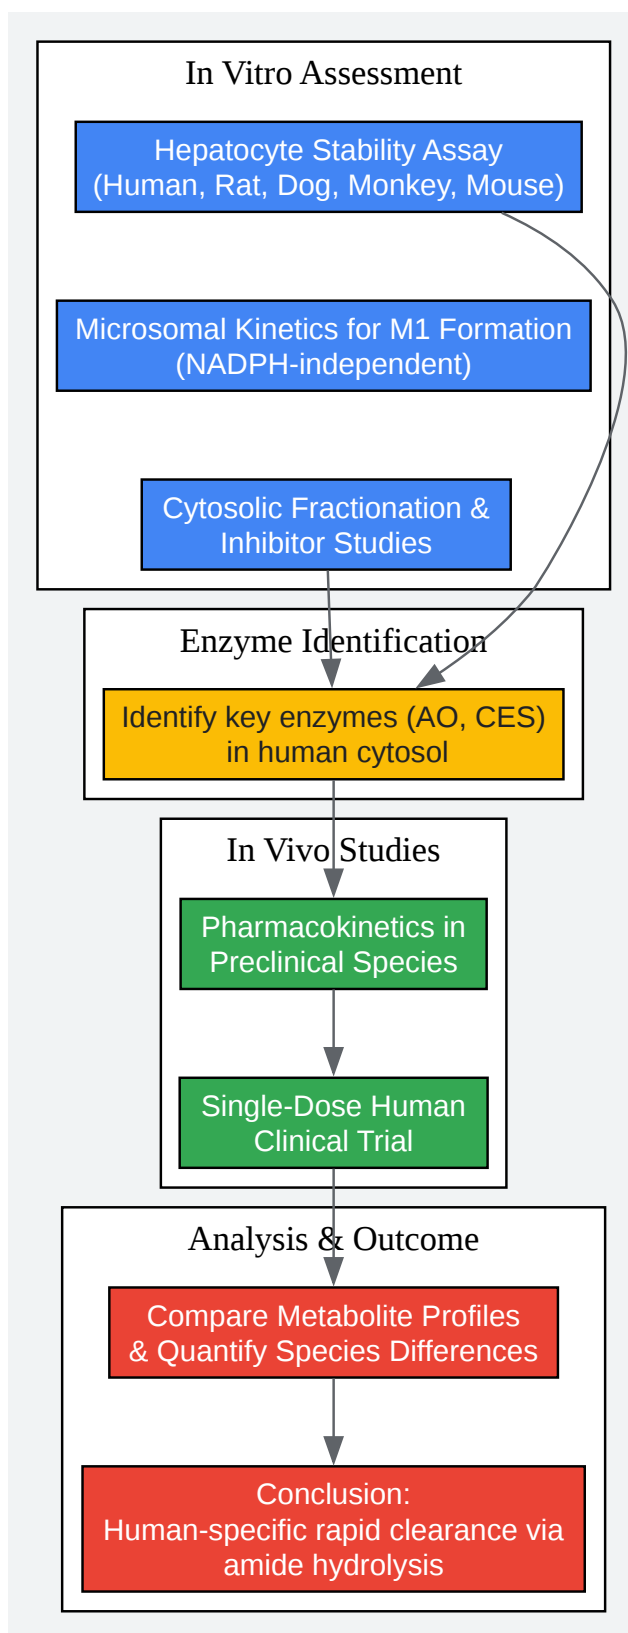 In Vitro Assessment
Hepatocyte Stability Assay
(Human, Rat, Dog, Monkey, Mouse)
Microsomal Kinetics for M1 Formation
(NADPH-independent)
Cytosolic Fractionation &
Inhibitor Studies
Enzyme Identification
Identify key enzymes (AO, CES)
in human cytosol
In Vivo Studies
Pharmacokinetics in
Preclinical Species
Single-Dose Human
Clinical Trial
Analysis & Outcome
Compare Metabolite Profiles
& Quantify Species Differences
Conclusion:
Human-specific rapid clearance via
amide hydrolysis